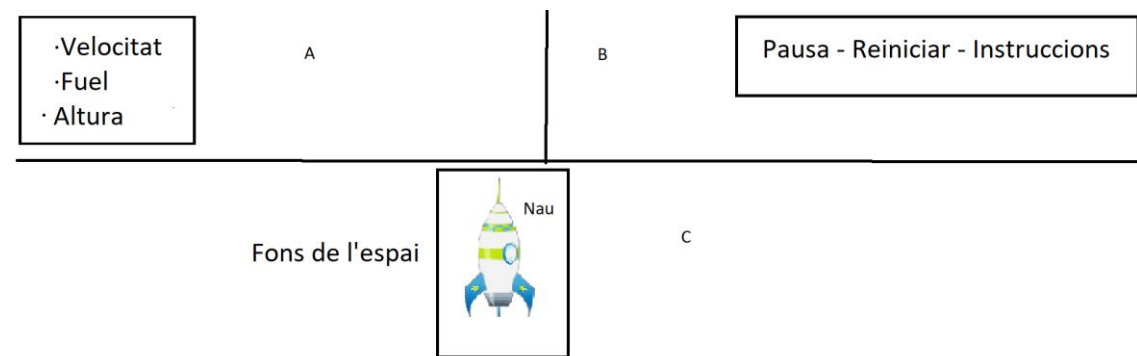 ·Velocitat
·Fuel
· Altura
A
B
Pausa - Reiniciar - Instruccions
Nau
Fons de l'espai
C